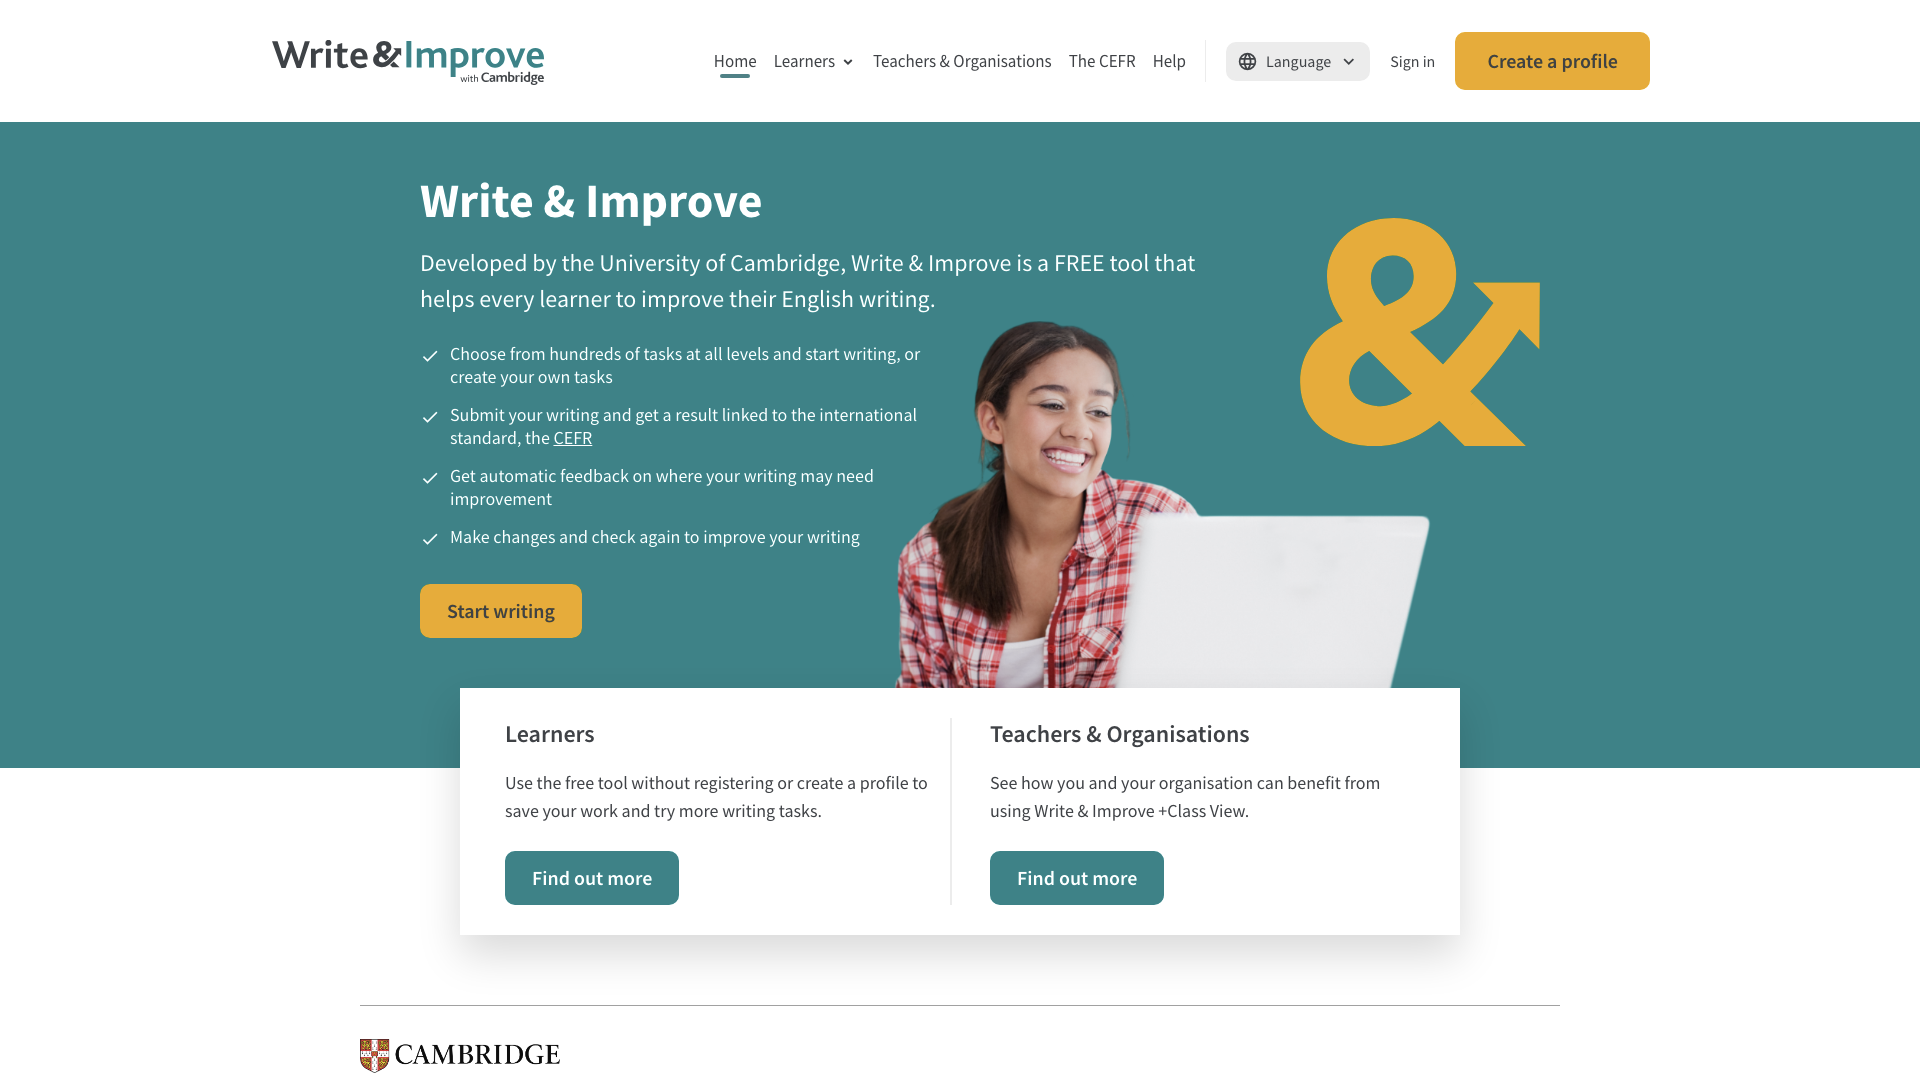 Write&Improve
with Cambridge
Home Learners Teachers & Organisations The CEFR Help Language Sign in Create a profile
Write & Improve
Developed by the University of Cambridge, Write & Improve is a FREE tool that
helps every learner to improve their English writing.
&
Choose from hundreds of tasks at all levels and start writing, or
create your own tasks
Submit your writing and get a result linked to the international
standard, the CEFR
Get automatic feedback on where your writing may need
improvement
Make changes and check again to improve your writing
Start writing
Learners
Use the free tool without registering or create a profile to
save your work and try more writing tasks.
Find out more
Teachers & Organisations
See how you and your organisation can benefit from
using Write & Improve +Class View.
Find out more
CAMBRIDGE